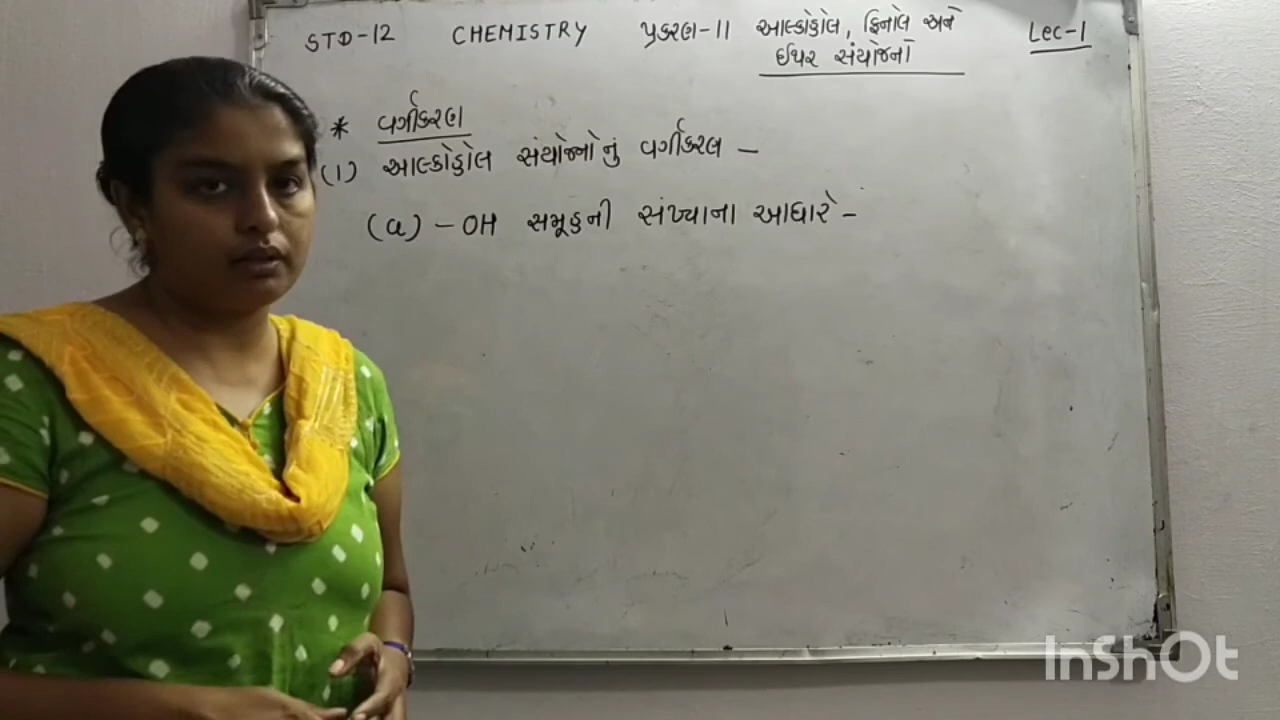 STD-12 CHEMISTRY પ્રકરણ-11 આલ્કોહોલ, ફિનોલ અને Lec-1
ઈથર સંયોજનો
* વર્ગીકરણ
(1) આલ્કોહોલ સંયોજનોનું વર્ગીકરણ –
(a) – OH સમૂહની સંખ્યાના આધારે –
InShOt